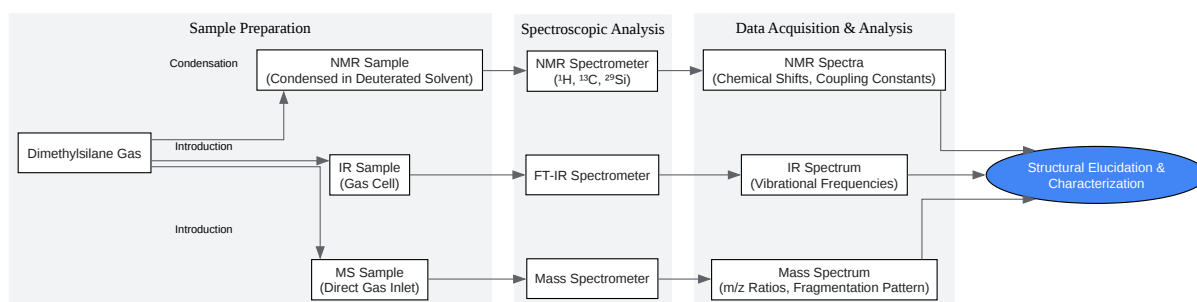 Sample Preparation
Spectroscopic Analysis
Data Acquisition & Analysis
Condensation
NMR Sample
(Condensed in Deuterated Solvent)
NMR Spectrometer
(¹H, ¹³C, ²⁹Si)
NMR Spectra
(Chemical Shifts, Coupling Constants)
Dimethylsilane Gas
Introduction
IR Sample
(Gas Cell)
FT-IR Spectrometer
IR Spectrum
(Vibrational Frequencies)
Structural Elucidation &
Characterization
Introduction
MS Sample
(Direct Gas Inlet)
Mass Spectrometer
Mass Spectrum
(m/z Ratios, Fragmentation Pattern)